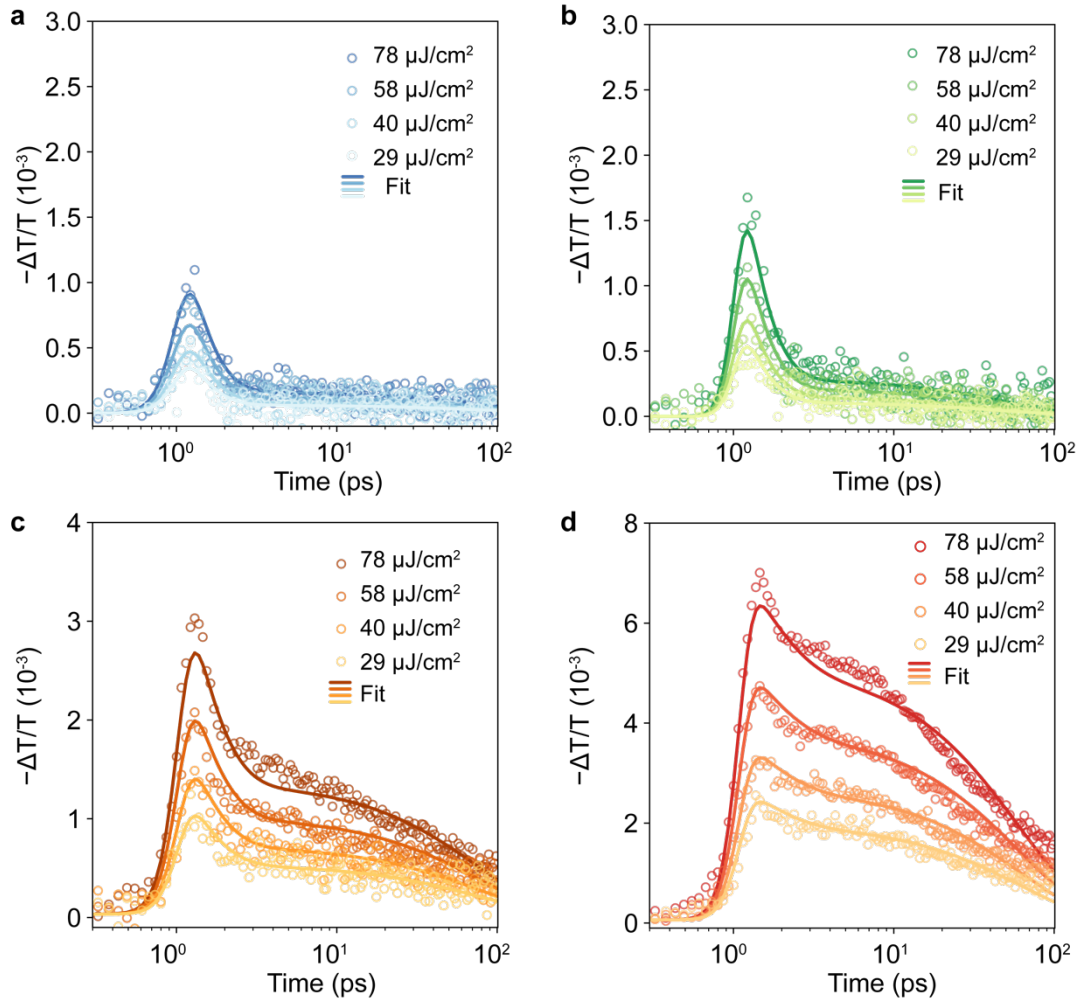 a
3.0
2.5
2.0
1.5
1.0
0.5
0.0
−ΔT/T (10⁻³)
78 μJ/cm²
58 μJ/cm²
40 μJ/cm²
29 μJ/cm²
Fit
10⁰
10¹
10²
Time (ps)
b
3.0
2.5
2.0
1.5
1.0
0.5
0.0
−ΔT/T (10⁻³)
78 μJ/cm²
58 μJ/cm²
40 μJ/cm²
29 μJ/cm²
Fit
10⁰
10¹
10²
Time (ps)
c
4
3
2
1
0
−ΔT/T (10⁻³)
78 μJ/cm²
58 μJ/cm²
40 μJ/cm²
29 μJ/cm²
Fit
10⁰
10¹
10²
Time (ps)
d
8
6
4
2
0
−ΔT/T (10⁻³)
78 μJ/cm²
58 μJ/cm²
40 μJ/cm²
29 μJ/cm²
Fit
10⁰
10¹
10²
Time (ps)